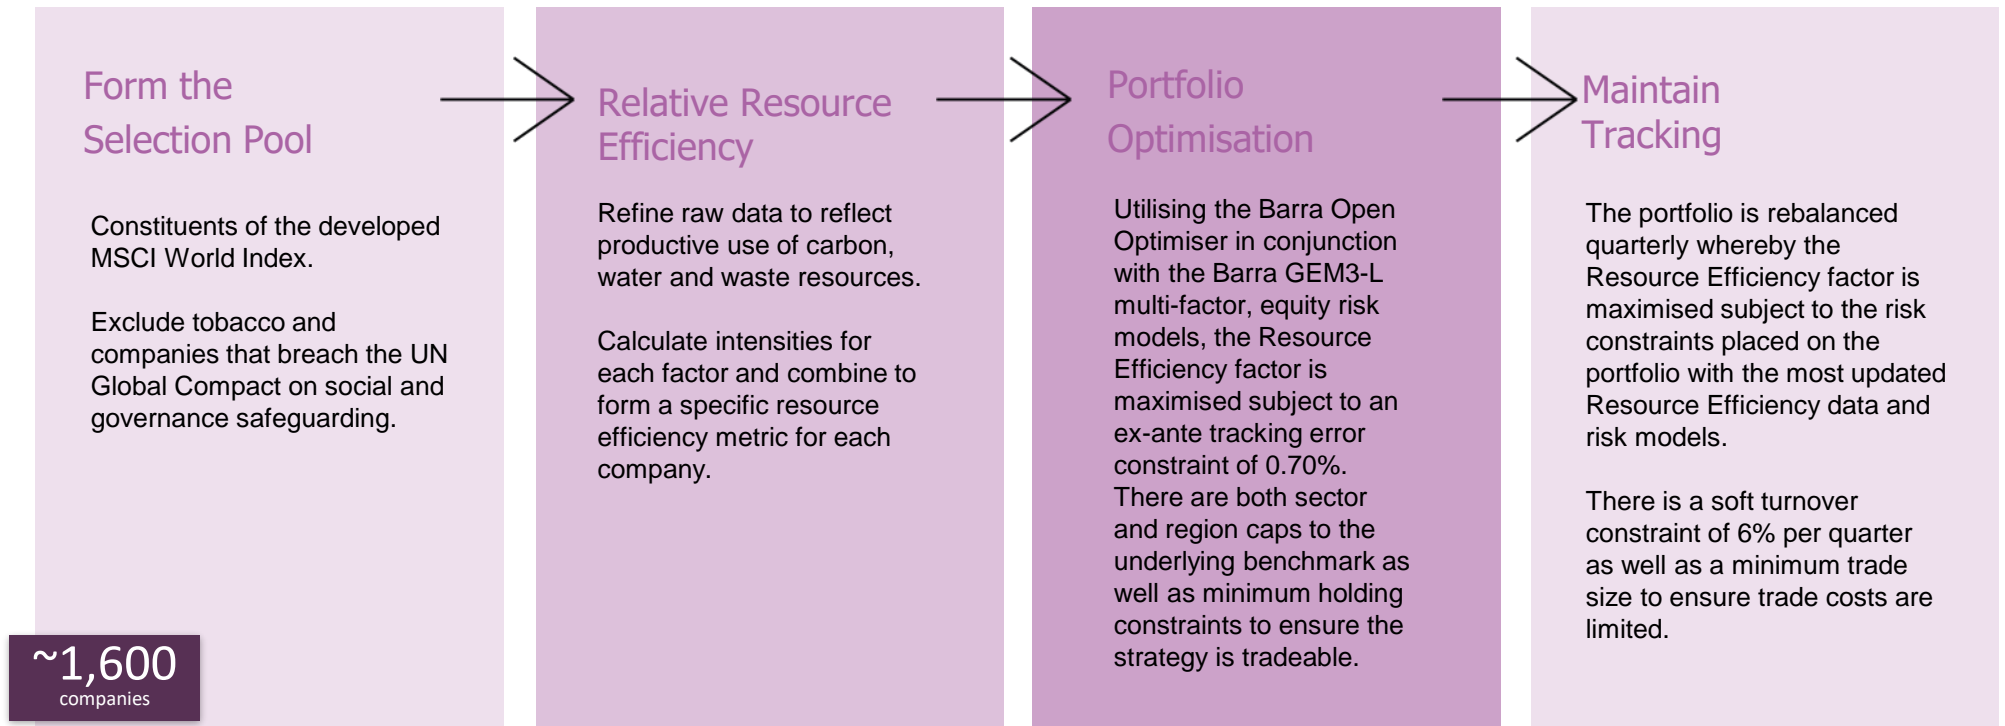 Form the
Selection Pool
Constituents of the developed
MSCI World Index.
Exclude tobacco and
companies that breach the UN
Global Compact on social and
governance safeguarding.
~1,600
companies
Relative Resource
Efficiency
Refine raw data to reflect
productive use of carbon,
water and waste resources.
Calculate intensities for
each factor and combine to
form a specific resource
efficiency metric for each
company.
Portfolio
Optimisation
Utilising the Barra Open
Optimiser in conjunction
with the Barra GEM3-L
multi-factor, equity risk
models, the Resource
Efficiency factor is
maximised subject to an
ex-ante tracking error
constraint of 0.70%.
There are both sector
and region caps to the
underlying benchmark as
well as minimum holding
constraints to ensure the
strategy is tradeable.
Maintain
Tracking
The portfolio is rebalanced
quarterly whereby the
Resource Efficiency factor is
maximised subject to the risk
constraints placed on the
portfolio with the most updated
Resource Efficiency data and
risk models.
There is a soft turnover
constraint of 6% per quarter
as well as a minimum trade
size to ensure trade costs are
limited.